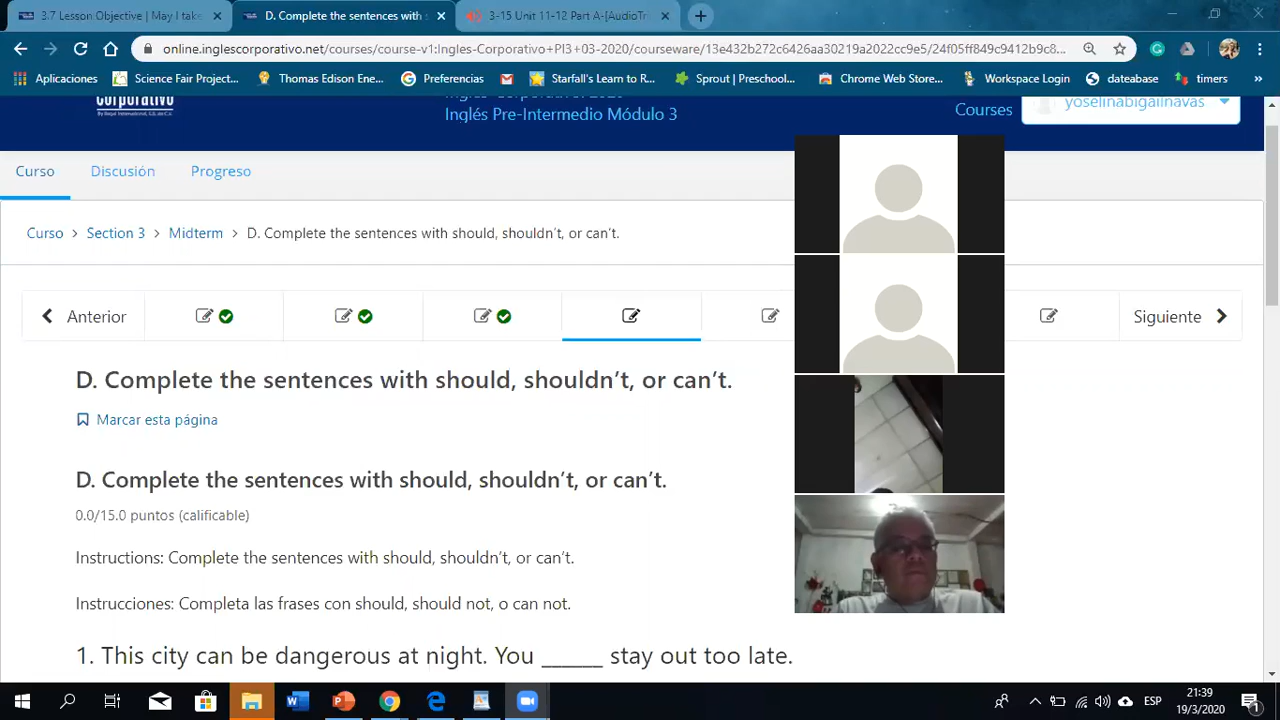 3.7 Lesson Objective | May I take
D. Complete the sentences with s
3-15 Unit 11-12 Part A-[AudioTri
online.inglescorporativo.net/courses/course-v1:Ingles-Corporativo+PI3+03-2020/courseware/13e432b272c6426aa30219a2022cc9e5/24f05ff849c9412b9c8...
Aplicaciones Science Fair Project... Thomas Edison Ene... Preferencias Starfall's Learn to R... Sprout | Preschool... Chrome Web Store... Workspace Login dateabase timers »
Corporativo
Inglés Pre-Intermedio Módulo 3
Courses yoselinabigailnavas
Curso Discusión Progreso
Curso > Section 3 > Midterm > D. Complete the sentences with should, shouldn't, or can't.
Anterior Siguiente
D. Complete the sentences with should, shouldn't, or can't.
Marcar esta página
D. Complete the sentences with should, shouldn't, or can't.
0.0/15.0 puntos (calificable)
Instructions: Complete the sentences with should, shouldn't, or can't.
Instrucciones: Completa las frases con should, should not, o can not.
1. This city can be dangerous at night. You ______ stay out too late.
ESP
21:39
19/3/2020